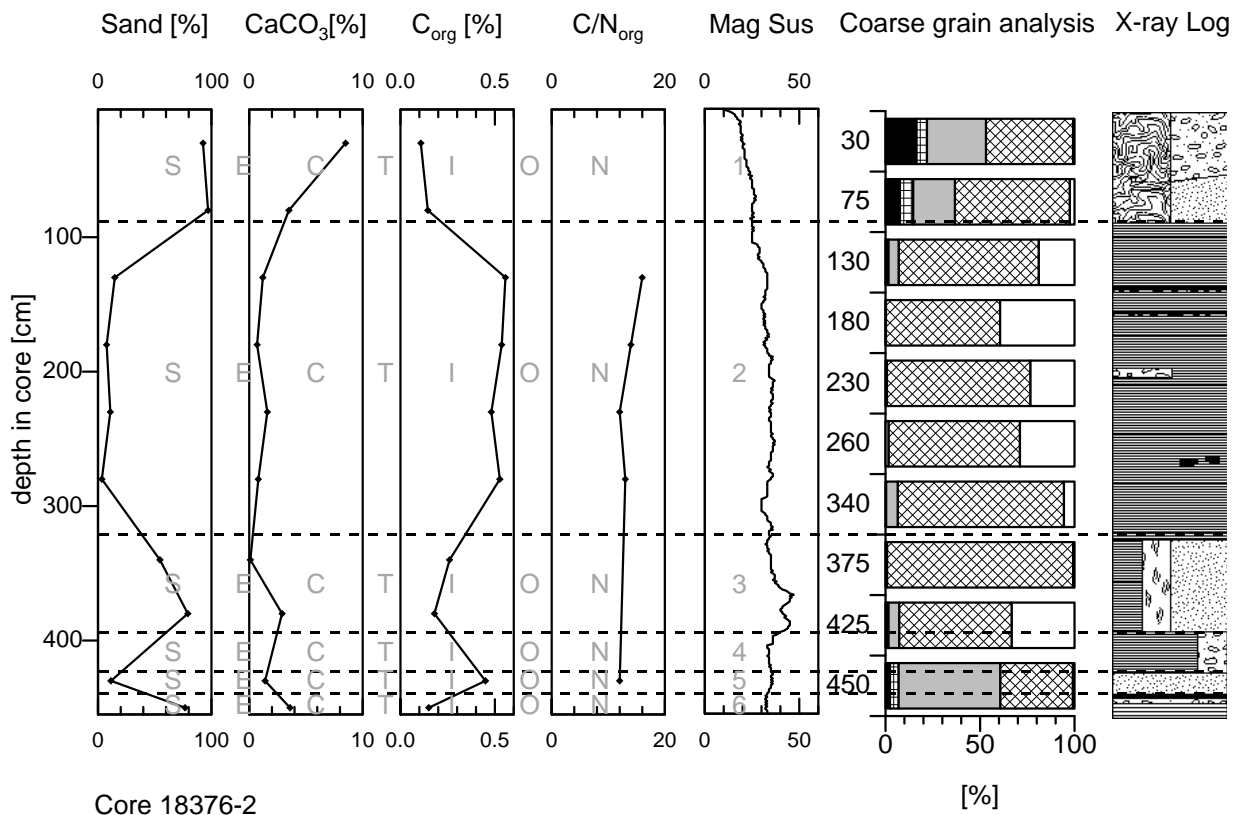 Sand [%] CaCO3[%] Corg [%] C/Norg Mag Sus Coarse grain analysis X-ray Log
0 100 0 10 0.0 0.5 0 20 0 50
30
S E C T I O N 1
75
100
130
180
200
S E C T I O N 2
230
260
300
340
375
S E C T I O N 3
425
400
S E C T I O N 4
S E C T I O N 5
450
S E C T I O N 6
depth in core [cm]
0 100 0 10 0.0 0.5 0 20 0 50 0 50 100
[%]
Core 18376-2